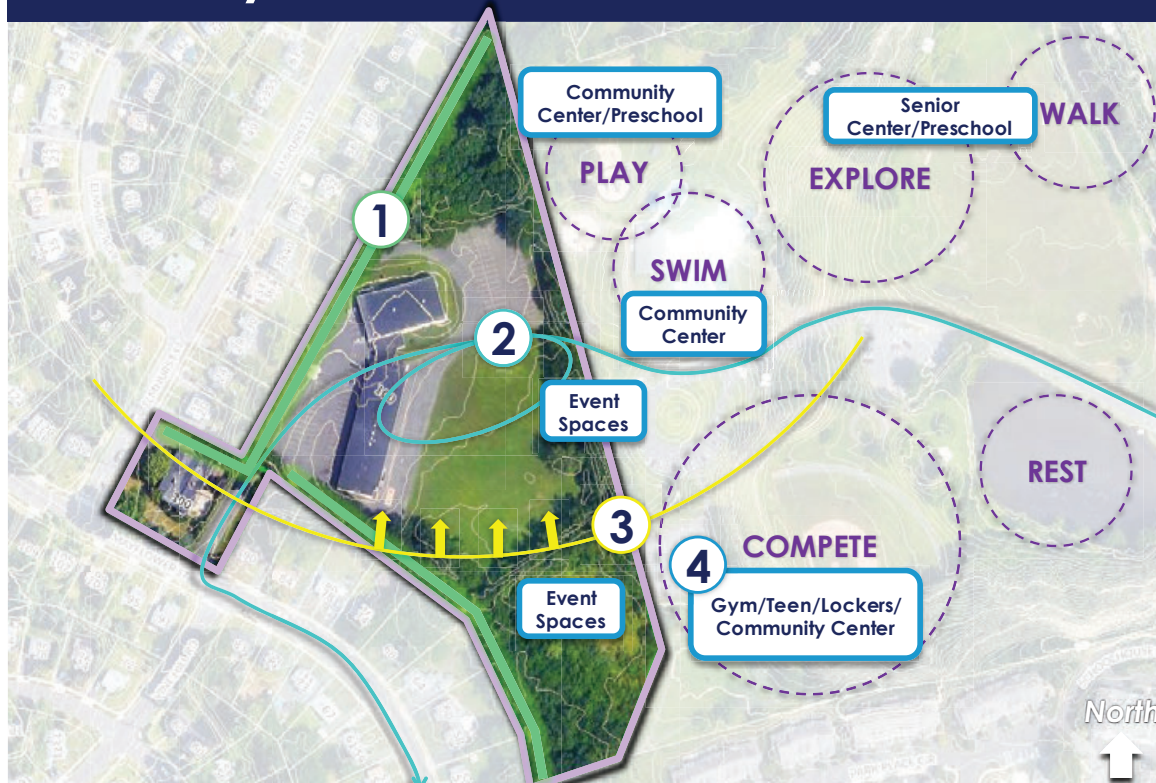 Community
Center/Preschool
Senior
Center/Preschool
WALK
PLAY
EXPLORE
1
SWIM
Community
Center
2
Event
Spaces
REST
3
COMPETE
4
Gym/Teen/Lockers/
Community Center
Event
Spaces
North